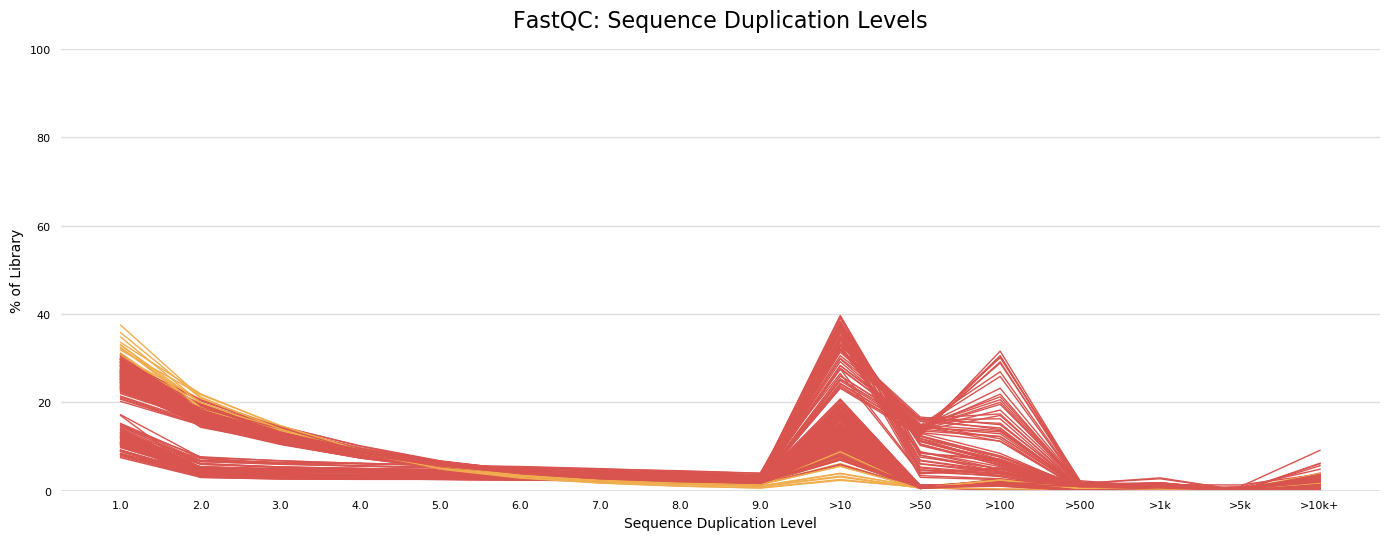 FastQC: Sequence Duplication Levels
100
80
60
40
20
0
% of Library
1.0 2.0 3.0 4.0 5.0 6.0 7.0 8.0 9.0 >10 >50 >100 >500 >1k >5k >10k+
Sequence Duplication Level